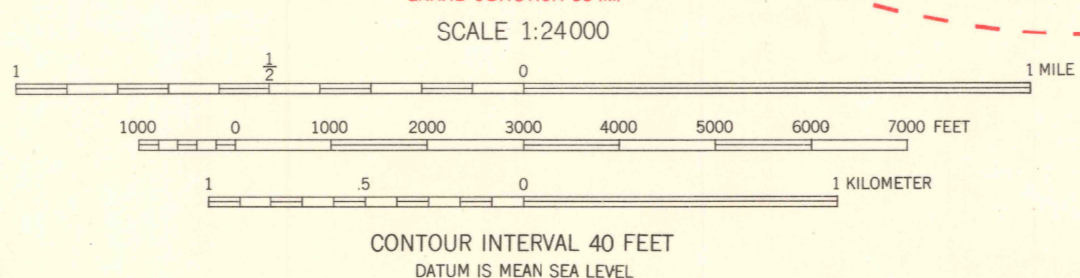 SCALE 1:24000
1 1/2 0 1 MILE
1000 0 1000 2000 3000 4000 5000 6000 7000 FEET
1 .5 0 1 KILOMETER
CONTOUR INTERVAL 40 FEET
DATUM IS MEAN SEA LEVEL